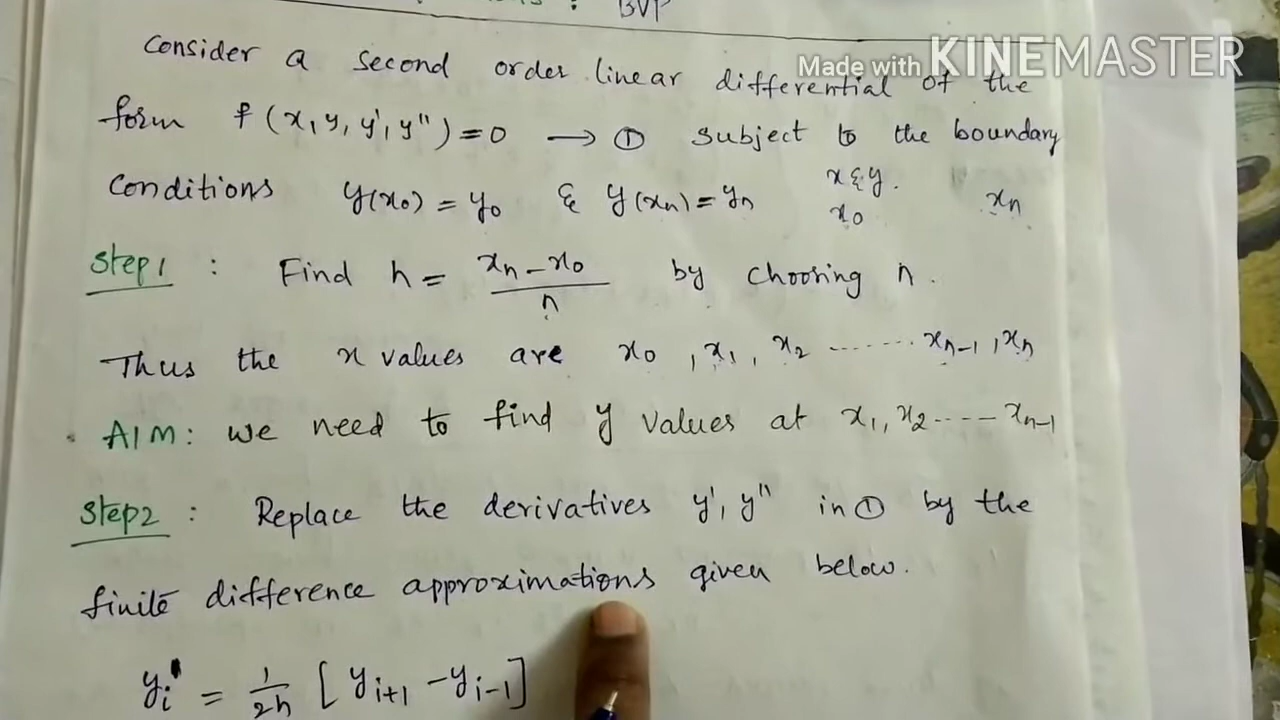 BVP
Made with KINEMASTER
Consider a second order linear differential of the
form f(x, y, y', y'') = 0 → ① subject to the boundary
conditions y(x₀) = y₀ & y(xₙ) = yₙ x & y.
x₀ xₙ
Step1 : Find h = (xₙ - x₀)/n by choosing n.
Thus the x values are x₀, x₁, x₂ ........ xₙ₋₁, xₙ
AIM: we need to find y values at x₁, x₂ ---- xₙ₋₁
Step2 : Replace the derivatives y', y'' in ① by the
finite difference approximations given below.
yᵢ' = 1/2h [yᵢ₊₁ - yᵢ₋₁]